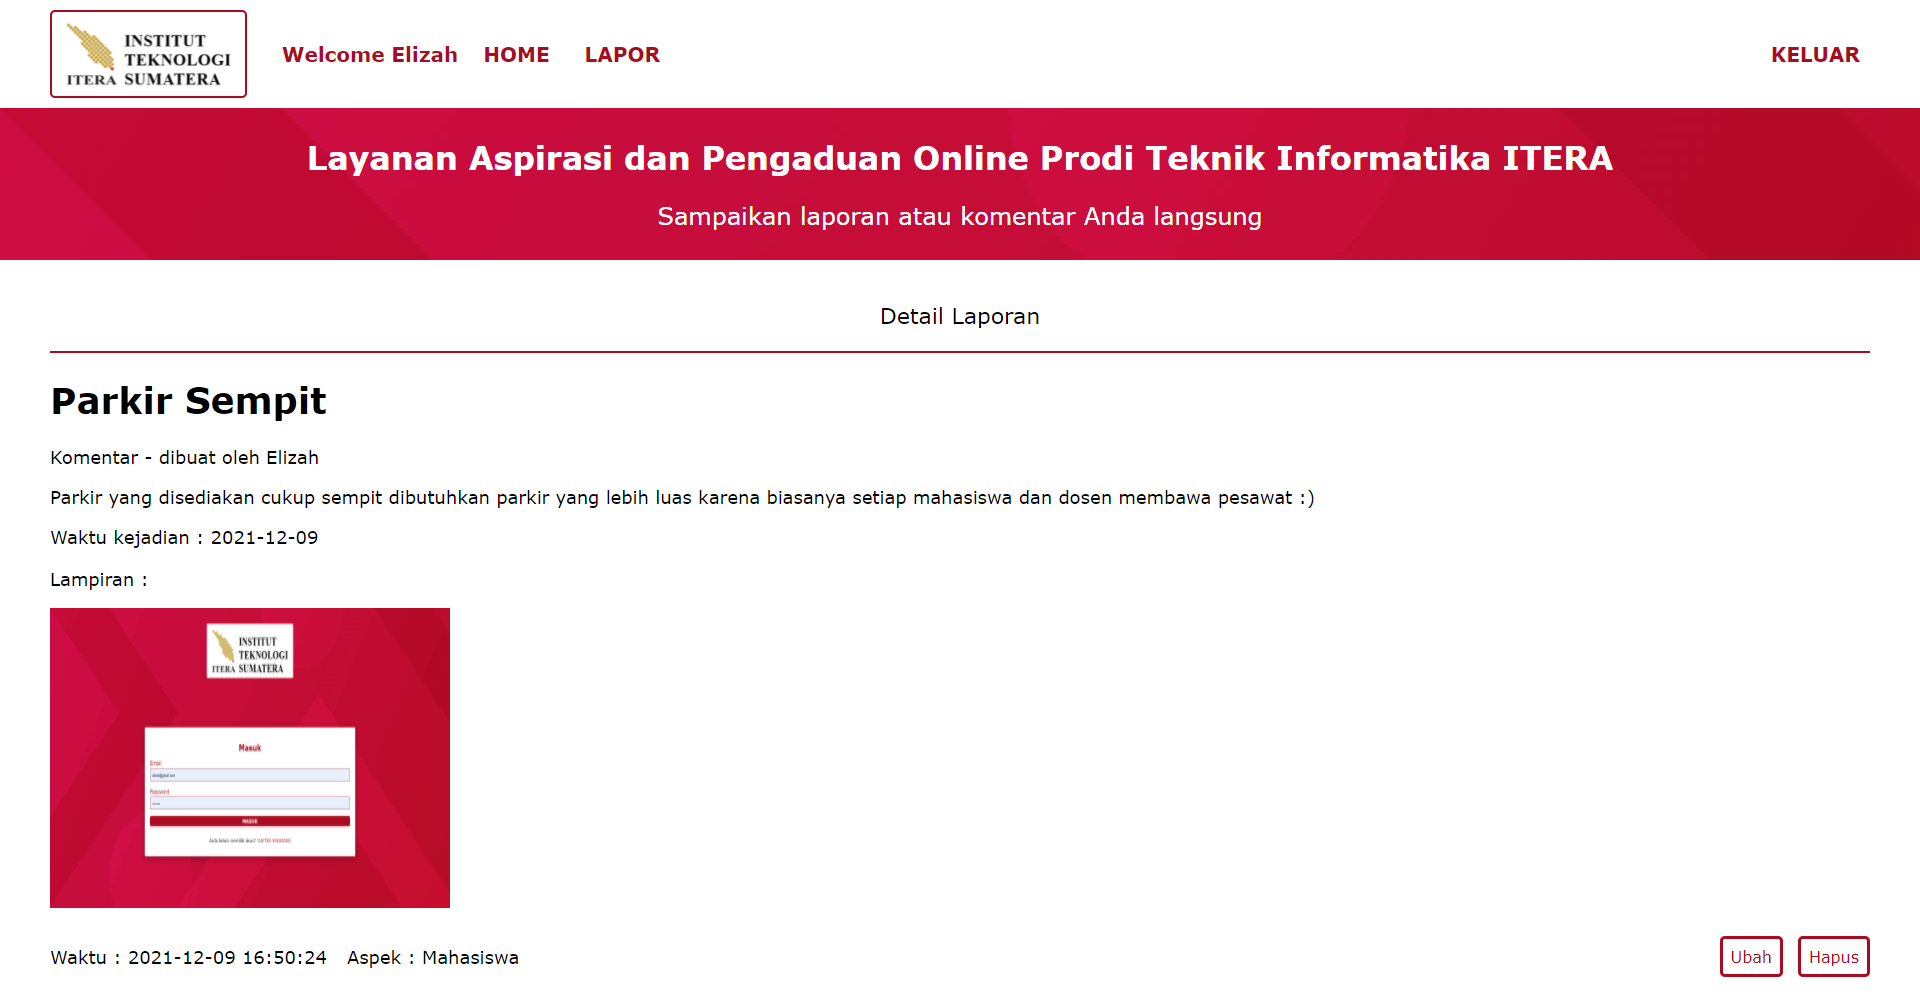 INSTITUT
TEKNOLOGI
ITERA SUMATERA
Welcome Elizah HOME LAPOR KELUAR
Layanan Aspirasi dan Pengaduan Online Prodi Teknik Informatika ITERA
Sampaikan laporan atau komentar Anda langsung
Detail Laporan
Parkir Sempit
Komentar - dibuat oleh Elizah
Parkir yang disediakan cukup sempit dibutuhkan parkir yang lebih luas karena biasanya setiap mahasiswa dan dosen membawa pesawat :)
Waktu kejadian : 2021-12-09
Lampiran :
INSTITUT
TEKNOLOGI
ITERA SUMATERA
Masuk
Email
Password
MASUK
Waktu : 2021-12-09 16:50:24 Aspek : Mahasiswa
Ubah Hapus